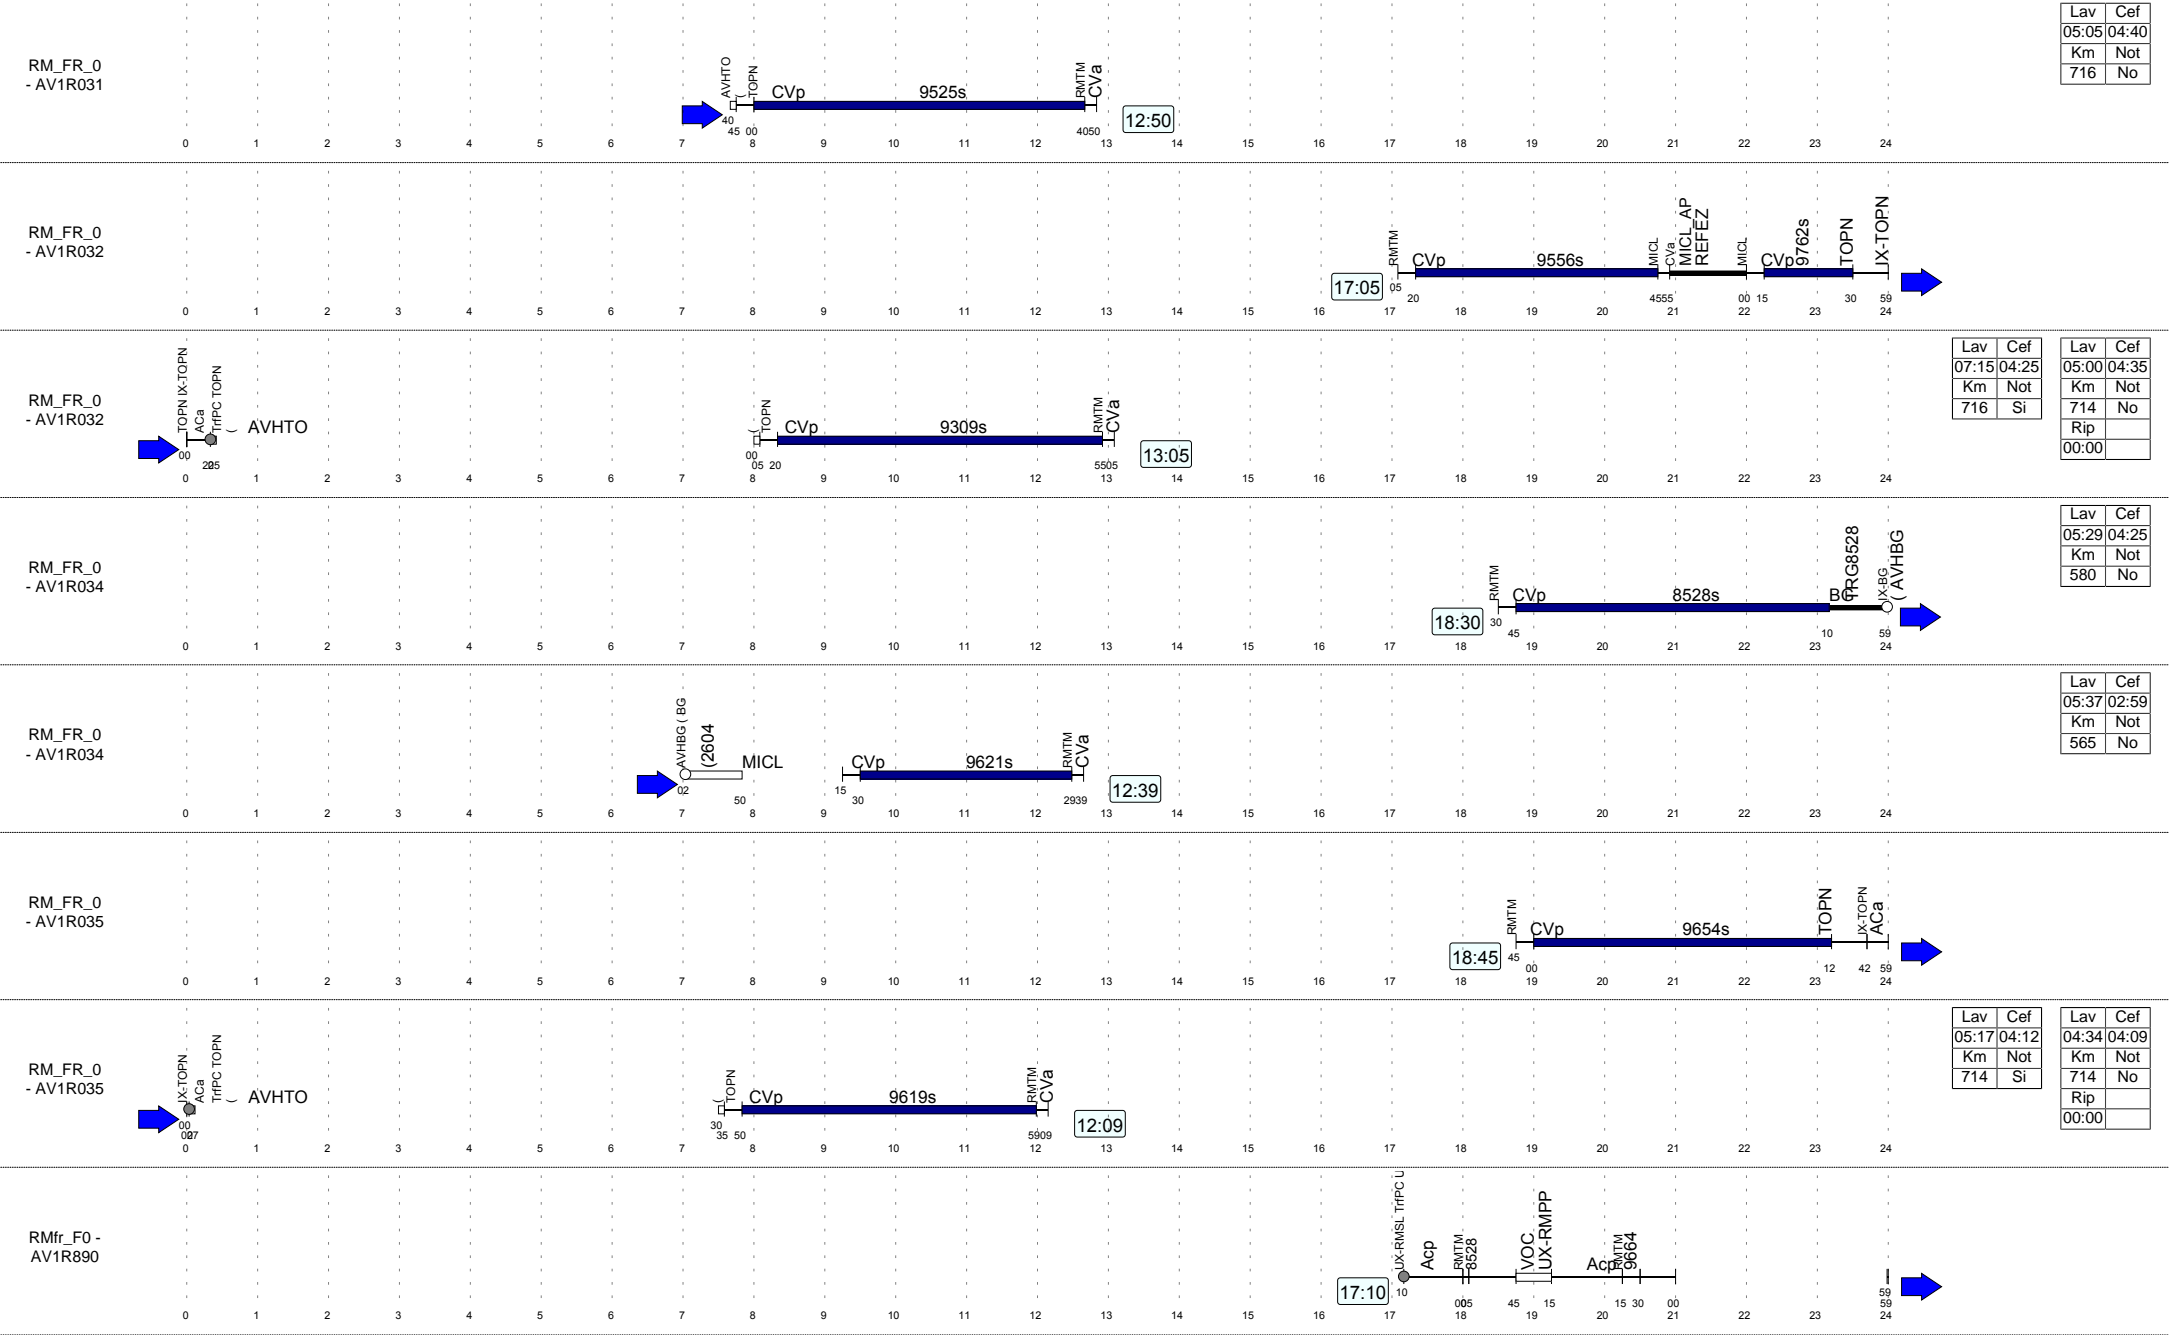 RM_FR_0
- AV1R031
AVHTO
(
TOPN
CVp
9525s
RMTM
CVa
40
45 00
4050
12:50
Lav Cef
05:05 04:40
Km Not
716 No
0 1 2 3 4 5 6 7 8 9 10 11 12 13 14 15 16 17 18 19 20 21 22 23 24
RM_FR_0
- AV1R032
17:05
RMTM
CVp
9556s
MICL
CVa
MICL_AP
REFEZ
MICL
CVp
9762s
TOPN
IX-TOPN
05
20
4555
00 15
30
59
0 1 2 3 4 5 6 7 8 9 10 11 12 13 14 15 16 17 18 19 20 21 22 23 24
RM_FR_0
- AV1R032
TOPN IX-TOPN
ACa
TrfPC TOPN
(
AVHTO
00
2025
(
TOPN
CVp
9309s
RMTM
CVa
00
05 20
5505
13:05
Lav Cef
07:15 04:25
Km Not
716 Si
Lav Cef
05:00 04:35
Km Not
714 No
Rip
00:00
0 1 2 3 4 5 6 7 8 9 10 11 12 13 14 15 16 17 18 19 20 21 22 23 24
RM_FR_0
- AV1R034
18:30
RMTM
CVp
8528s
BG
TRG8528
IX-BG
( AVHBG
30
45
10
59
Lav Cef
05:29 04:25
Km Not
580 No
0 1 2 3 4 5 6 7 8 9 10 11 12 13 14 15 16 17 18 19 20 21 22 23 24
RM_FR_0
- AV1R034
AVHBG ( BG
(2604
MICL
02
50
15
30
CVp
9621s
RMTM
CVa
2939
12:39
Lav Cef
05:37 02:59
Km Not
565 No
0 1 2 3 4 5 6 7 8 9 10 11 12 13 14 15 16 17 18 19 20 21 22 23 24
RM_FR_0
- AV1R035
18:45
RMTM
CVp
9654s
TOPN
IX-TOPN
ACa
45
00
12
42
59
0 1 2 3 4 5 6 7 8 9 10 11 12 13 14 15 16 17 18 19 20 21 22 23 24
RM_FR_0
- AV1R035
IX-TOPN
ACa
TrfPC TOPN
(
AVHTO
00
(
TOPN
CVp
9619s
RMTM
CVa
30
35 50
5909
12:09
Lav Cef
05:17 04:12
Km Not
714 Si
Lav Cef
04:34 04:09
Km Not
714 No
Rip
00:00
0 1 2 3 4 5 6 7 8 9 10 11 12 13 14 15 16 17 18 19 20 21 22 23 24
RMfr_F0 -
AV1R890
17:10
UX-RMSL TrfPC U
Acp
RMTM
8528
VOC
UX-RMPP
Acp
RMTM
9664
10
0005
45
15
15 30
00
59
59
0 1 2 3 4 5 6 7 8 9 10 11 12 13 14 15 16 17 18 19 20 21 22 23 24